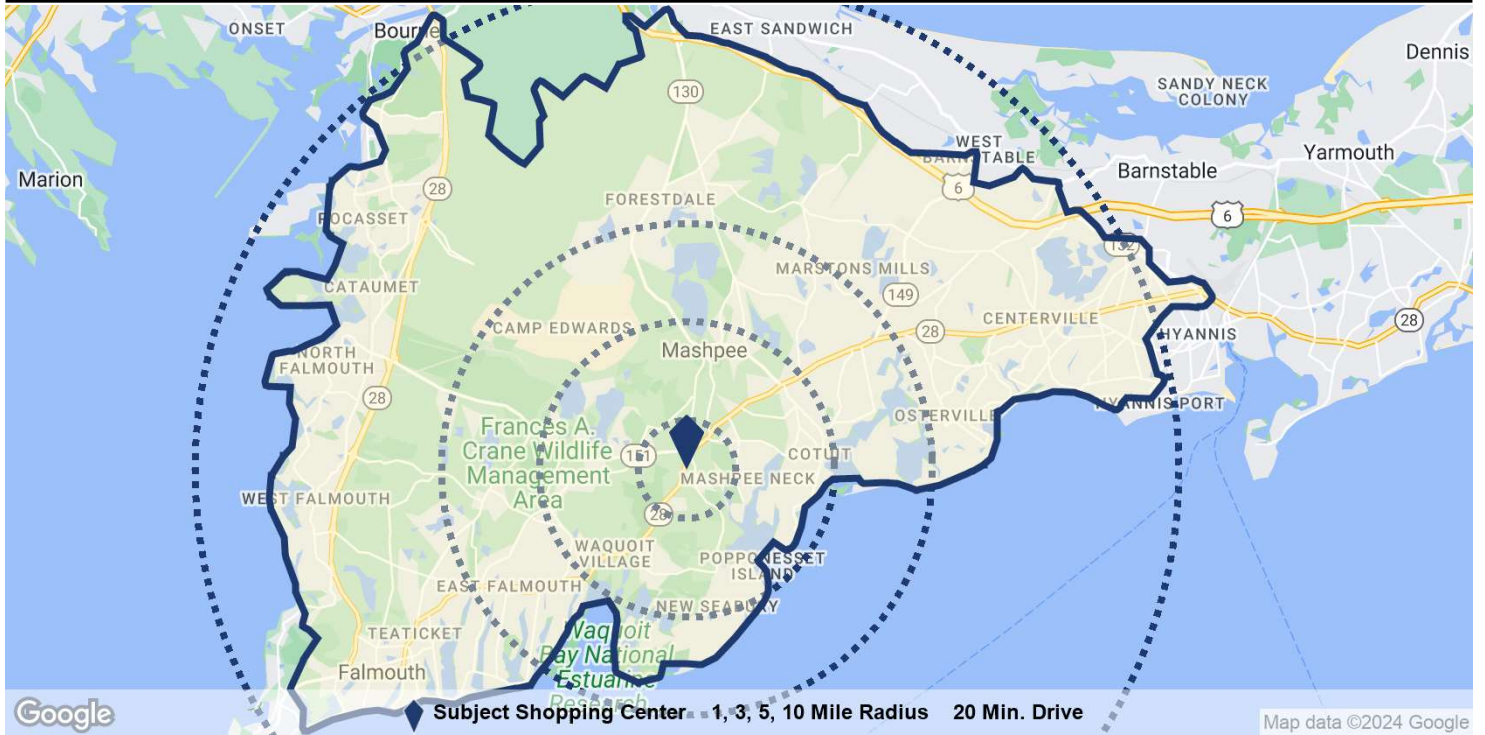 ONSET
Bourne
EAST SANDWICH
Dennis
130
SANDY NECK
COLONY
WEST
BARNSTABLE
Marion
Yarmouth
Barnstable
28
6
FORESTDALE
6
POCASSET
132
MARSTONS MILLS
CATAUMET
149
CENTERVILLE
28
28
CAMP EDWARDS
HYANNIS
Mashpee
NORTH
FALMOUTH
28
HYANNIS PORT
OSTERVILLE
Frances A.
Crane Wildlife
Management
Area
151
COTUIT
MASHPEE NECK
WEST FALMOUTH
28
WAQUOIT
VILLAGE
POPPONESSET
ISLAND
EAST FALMOUTH
NEW SEABURY
TEATICKET
Waquoit
Bay National
Estuarine
Research
Falmouth
Google
Subject Shopping Center 1, 3, 5, 10 Mile Radius 20 Min. Drive
Map data ©2024 Google